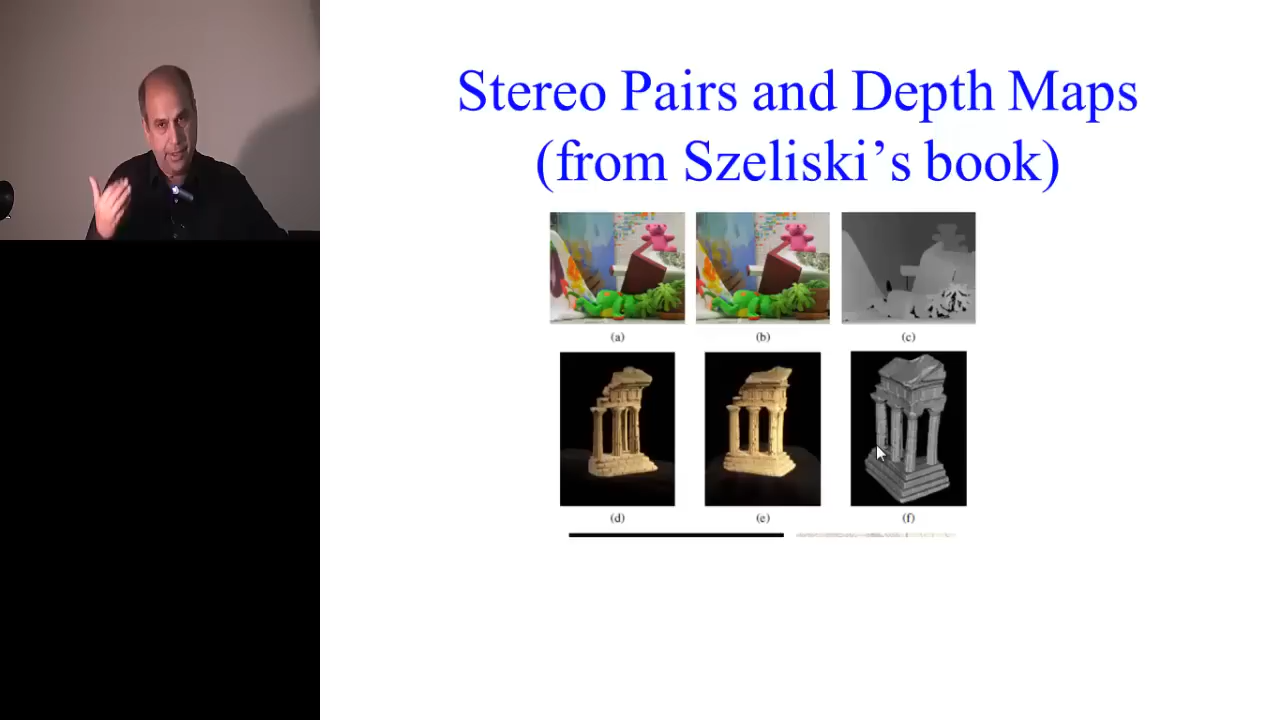 Stereo Pairs and Depth Maps
(from Szeliski's book)
(a) (b) (c)
(d) (e) (f)